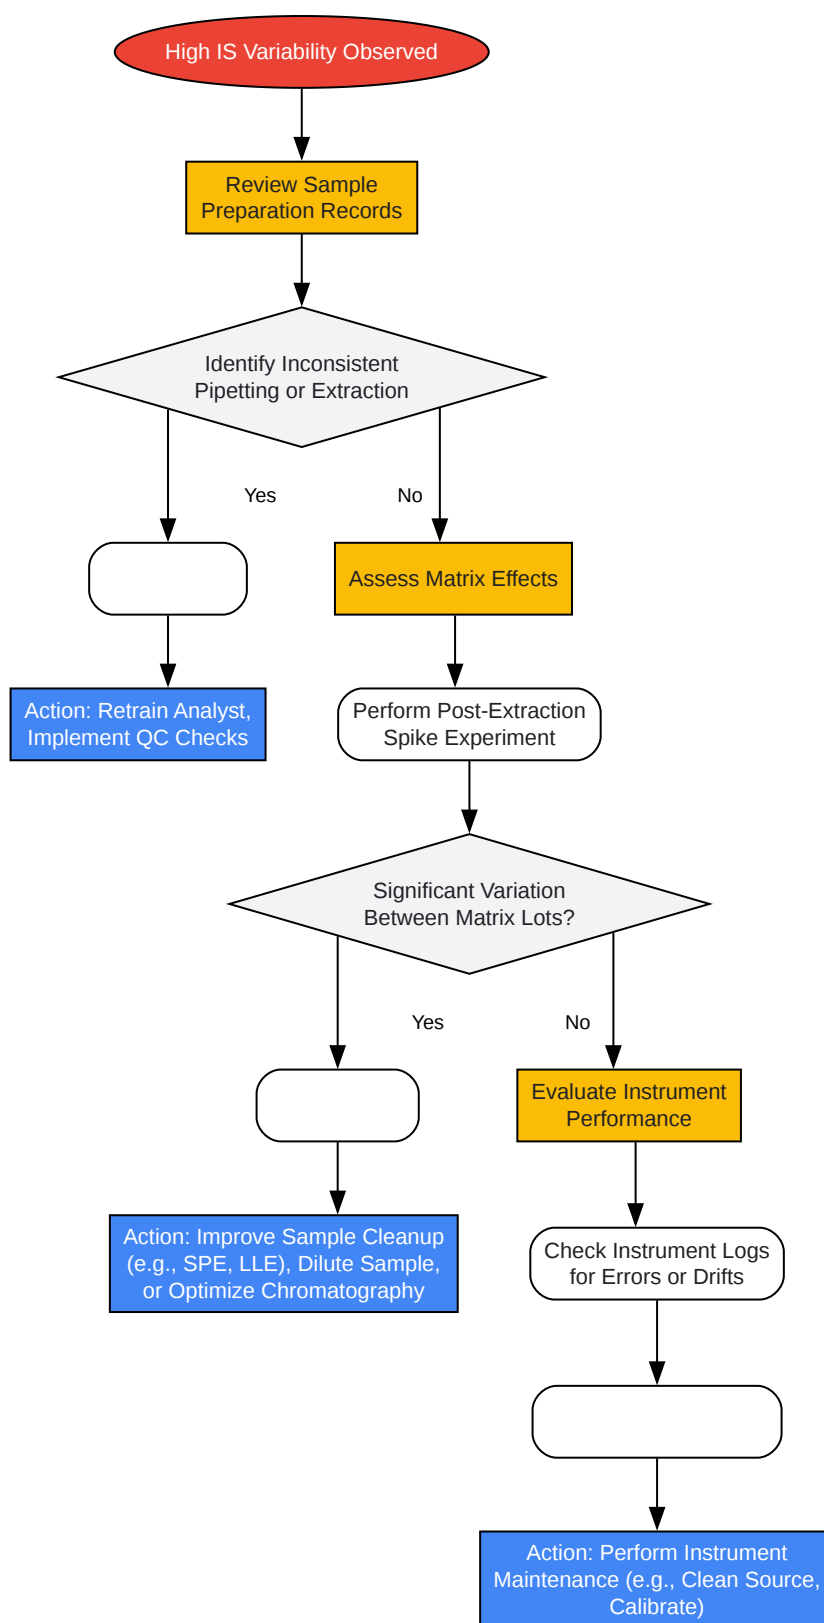 High IS Variability Observed
Review Sample
Preparation Records
Identify Inconsistent
Pipetting or Extraction
Yes
No
Assess Matrix Effects
Action: Retrain Analyst,
Implement QC Checks
Perform Post-Extraction
Spike Experiment
Significant Variation
Between Matrix Lots?
Yes
No
Evaluate Instrument
Performance
Action: Improve Sample Cleanup
(e.g., SPE, LLE), Dilute Sample,
or Optimize Chromatography
Check Instrument Logs
for Errors or Drifts
Action: Perform Instrument
Maintenance (e.g., Clean Source,
Calibrate)